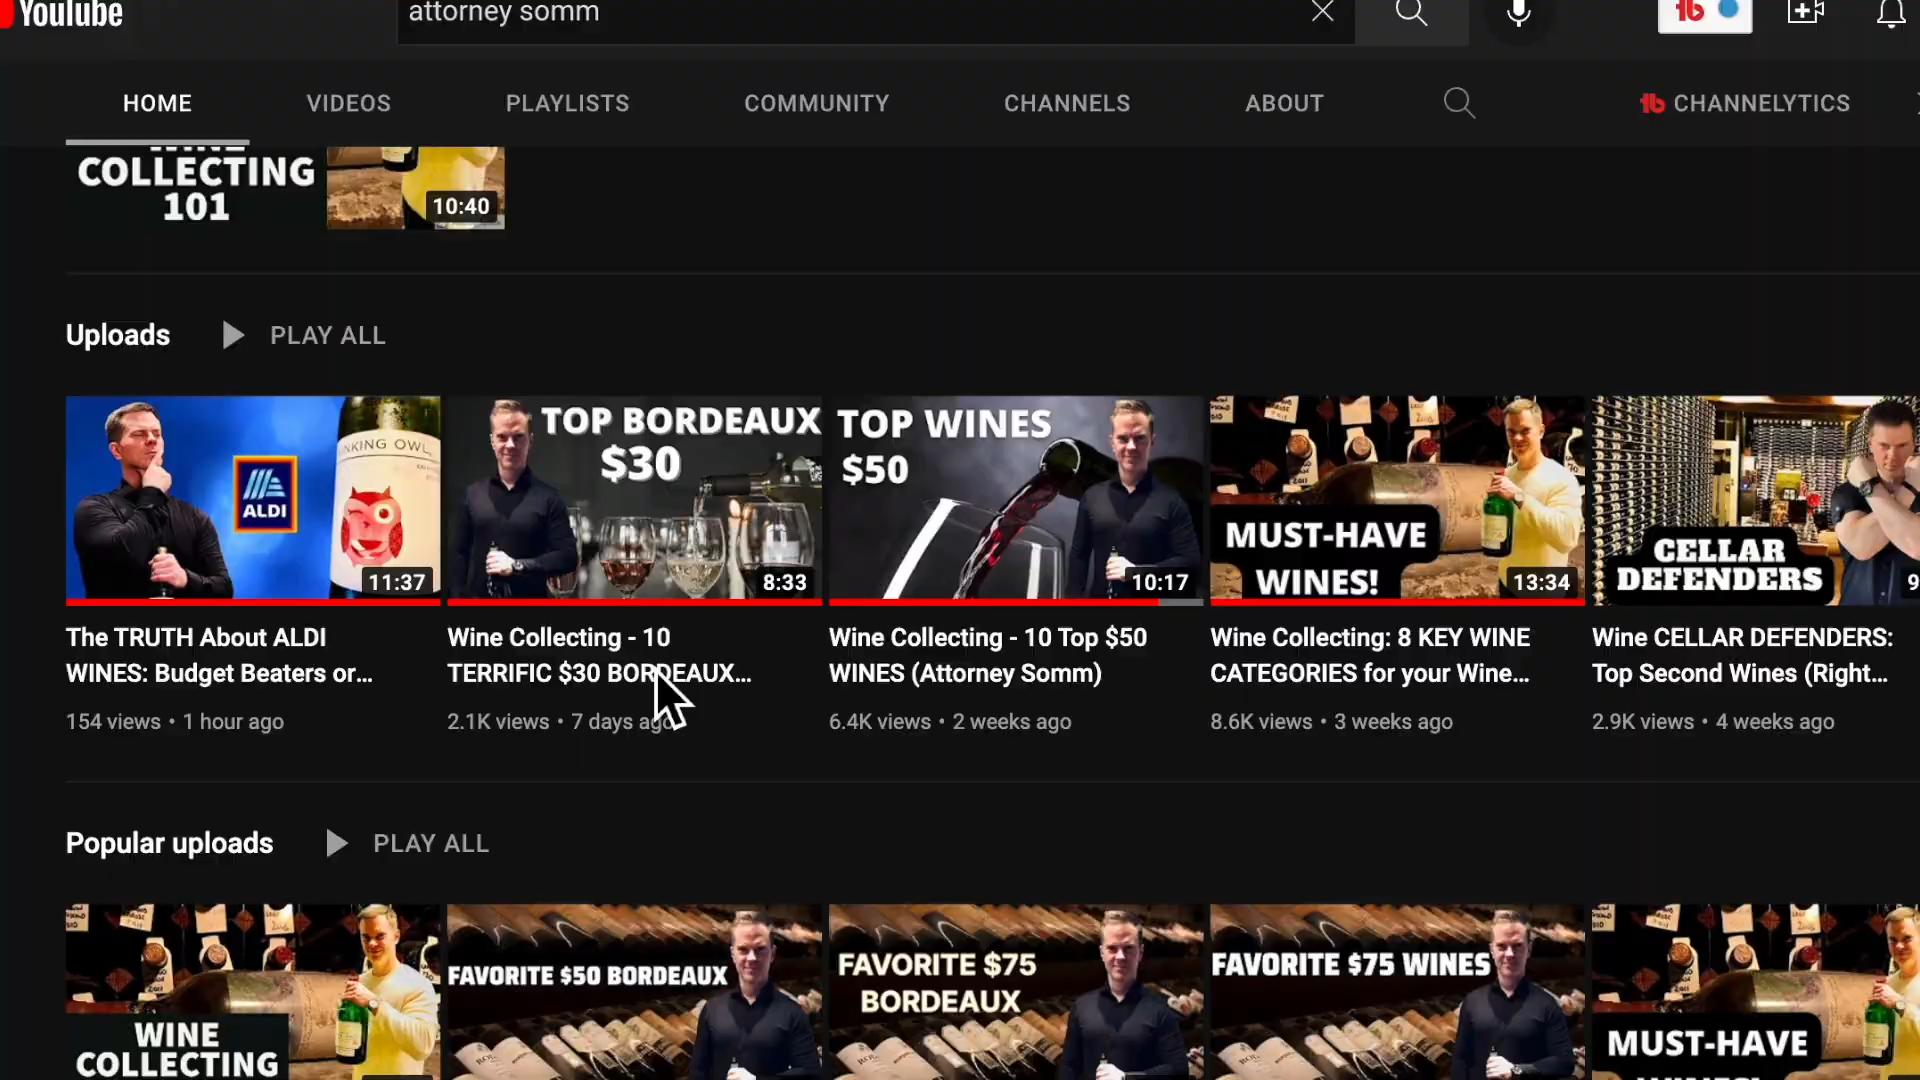 YouTube
attorney somm
HOME
VIDEOS
PLAYLISTS
COMMUNITY
CHANNELS
ABOUT
CHANNELYTICS
COLLECTING
101
10:40
Uploads
PLAY ALL
NKING OWL
ALDI
11:37
TOP BORDEAUX
$30
8:33
TOP WINES
$50
10:17
MUST-HAVE
WINES!
13:34
CELLAR
DEFENDERS
9
The TRUTH About ALDI
WINES: Budget Beaters or...
154 views • 1 hour ago
Wine Collecting - 10
TERRIFIC $30 BORDEAUX...
2.1K views • 7 days ago
Wine Collecting - 10 Top $50
WINES (Attorney Somm)
6.4K views • 2 weeks ago
Wine Collecting: 8 KEY WINE
CATEGORIES for your Wine...
8.6K views • 3 weeks ago
Wine CELLAR DEFENDERS:
Top Second Wines (Right...
2.9K views • 4 weeks ago
Popular uploads
PLAY ALL
WINE
COLLECTING
FAVORITE $50 BORDEAUX
FAVORITE $75
BORDEAUX
FAVORITE $75 WINES
MUST-HAVE